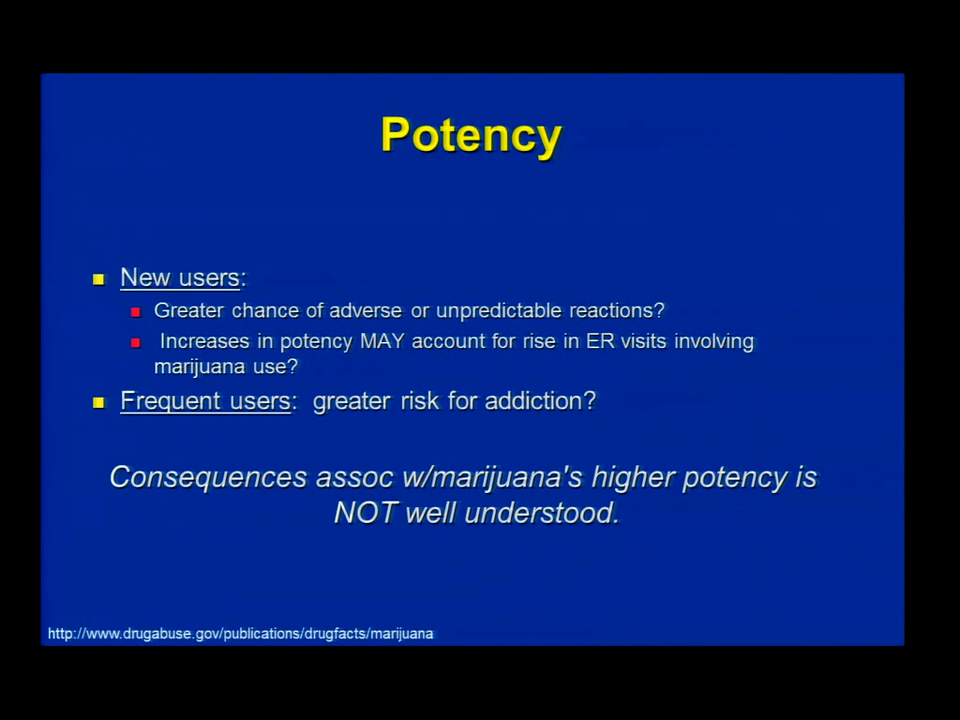 Potency
New users:
Greater chance of adverse or unpredictable reactions?
Increases in potency MAY account for rise in ER visits involving
marijuana use?
Frequent users: greater risk for addiction?
Consequences assoc w/marijuana's higher potency is
NOT well understood.
http://www.drugabuse.gov/publications/drugfacts/marijuana